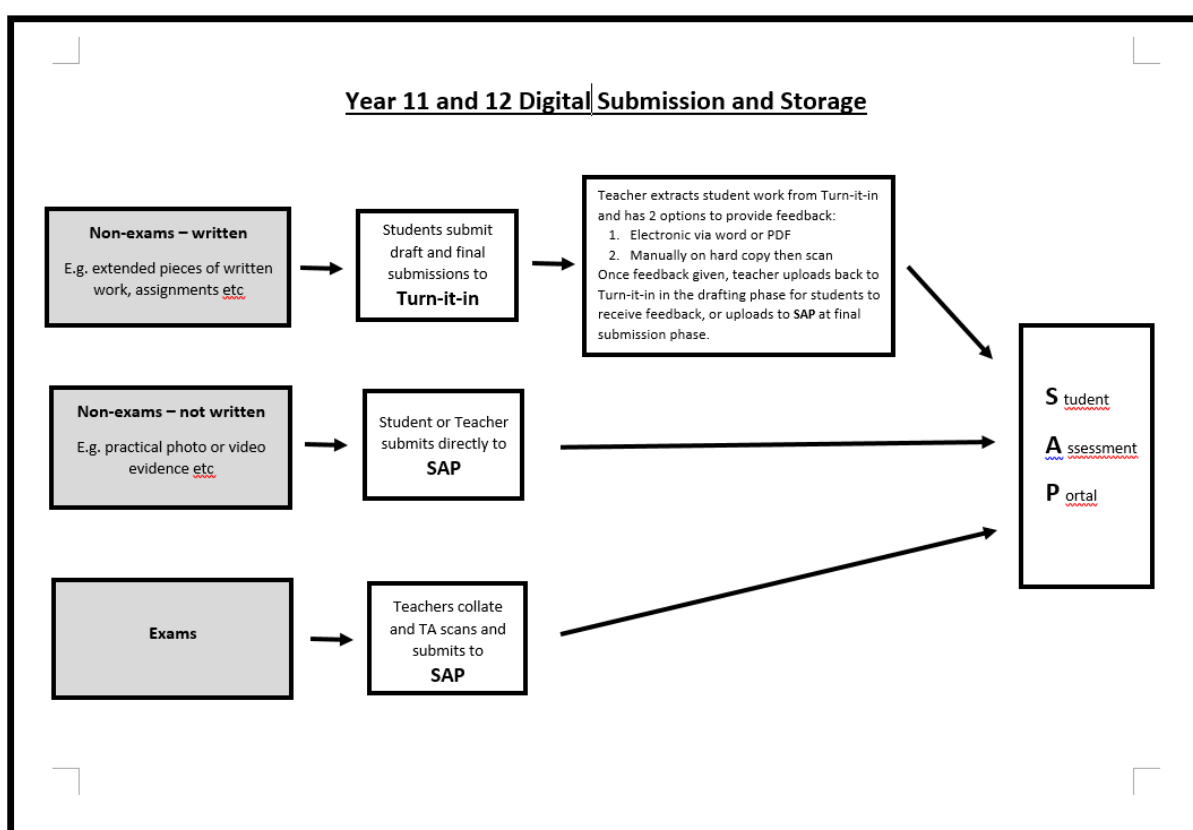 Year 11 and 12 Digital Submission and Storage
Non-exams – written
E.g. extended pieces of written
work, assignments etc
Students submit
draft and final
submissions to
Turn-it-in
Teacher extracts student work from Turn-it-in
and has 2 options to provide feedback:
1. Electronic via word or PDF
2. Manually on hard copy then scan
Once feedback given, teacher uploads back to
Turn-it-in in the drafting phase for students to
receive feedback, or uploads to SAP at final
submission phase.
Non-exams – not written
E.g. practical photo or video
evidence etc
Student or Teacher
submits directly to
SAP
Exams
Teachers collate
and TA scans and
submits to
SAP
S tudent
A ssessment
P ortal